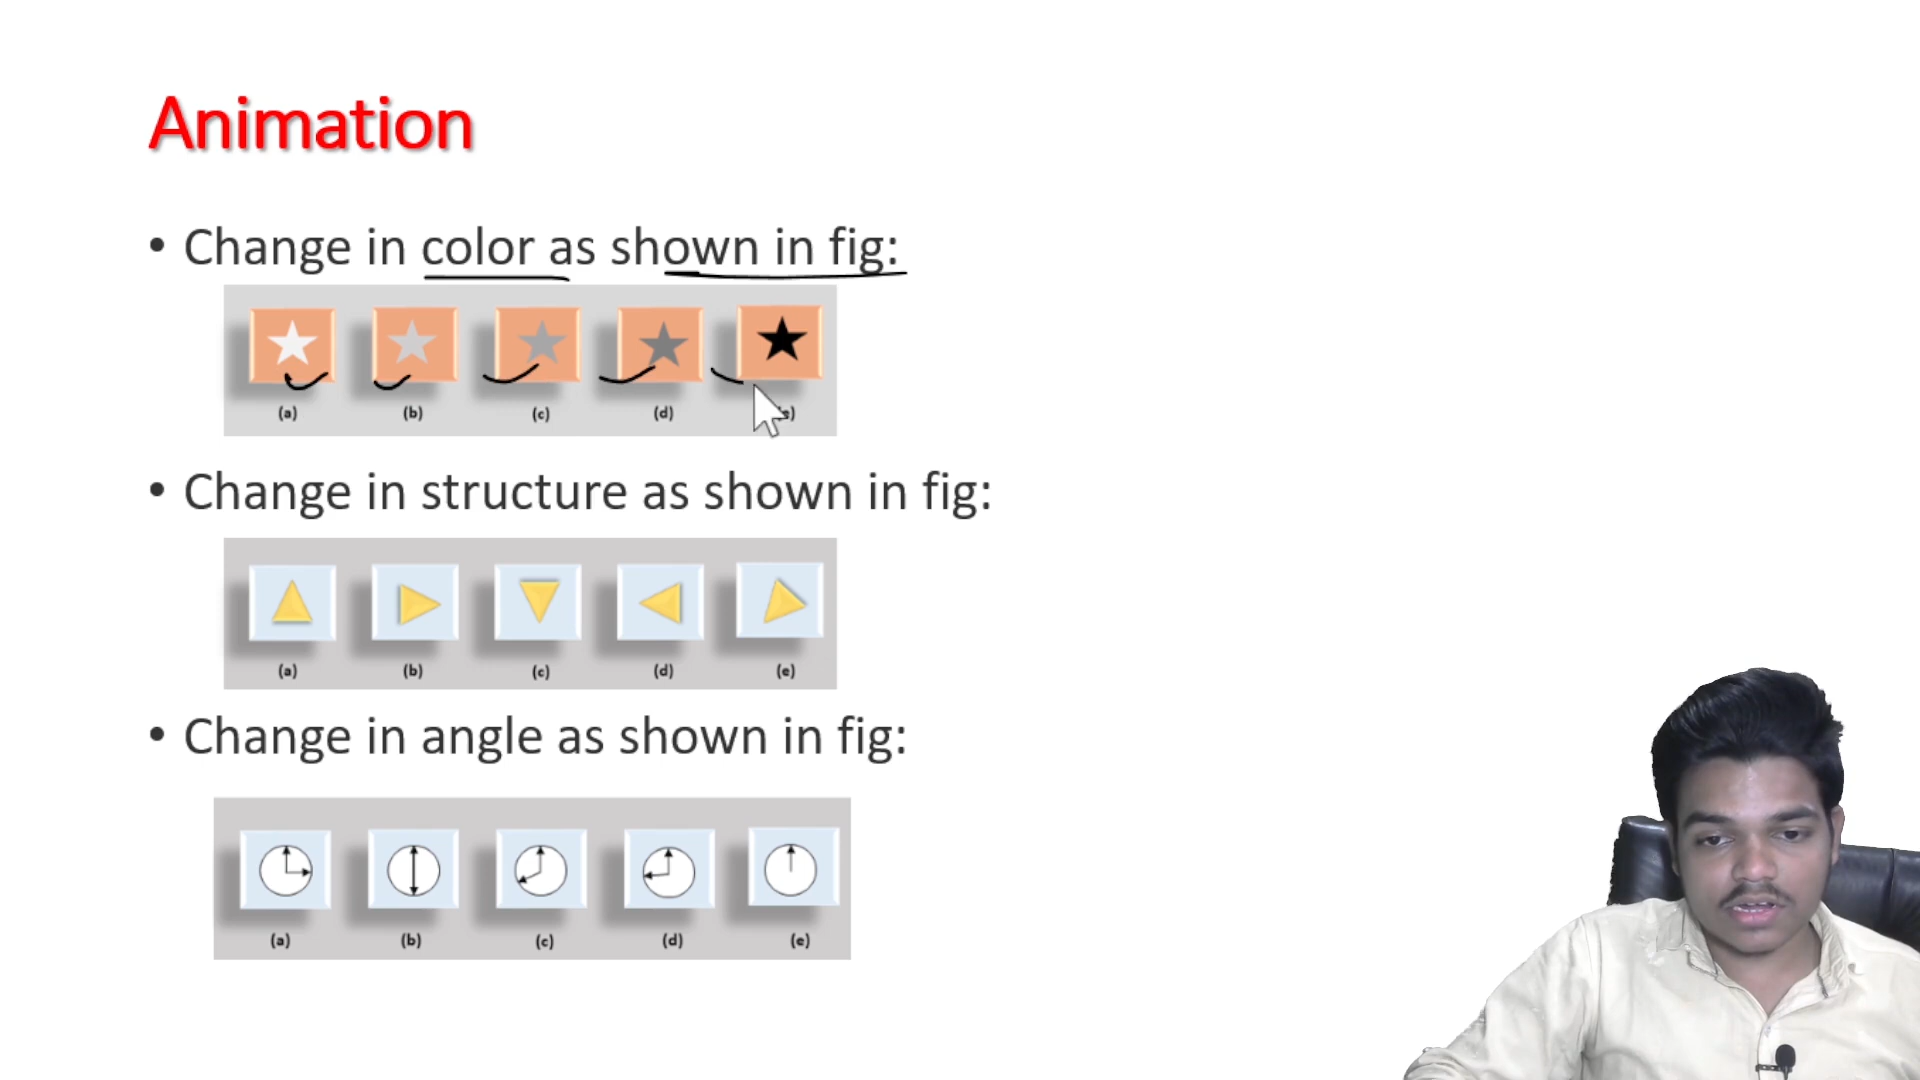 Animation
• Change in color as shown in fig:
(a) (b) (c) (d) (e)
• Change in structure as shown in fig:
(a) (b) (c) (d) (e)
• Change in angle as shown in fig:
(a) (b) (c) (d) (e)